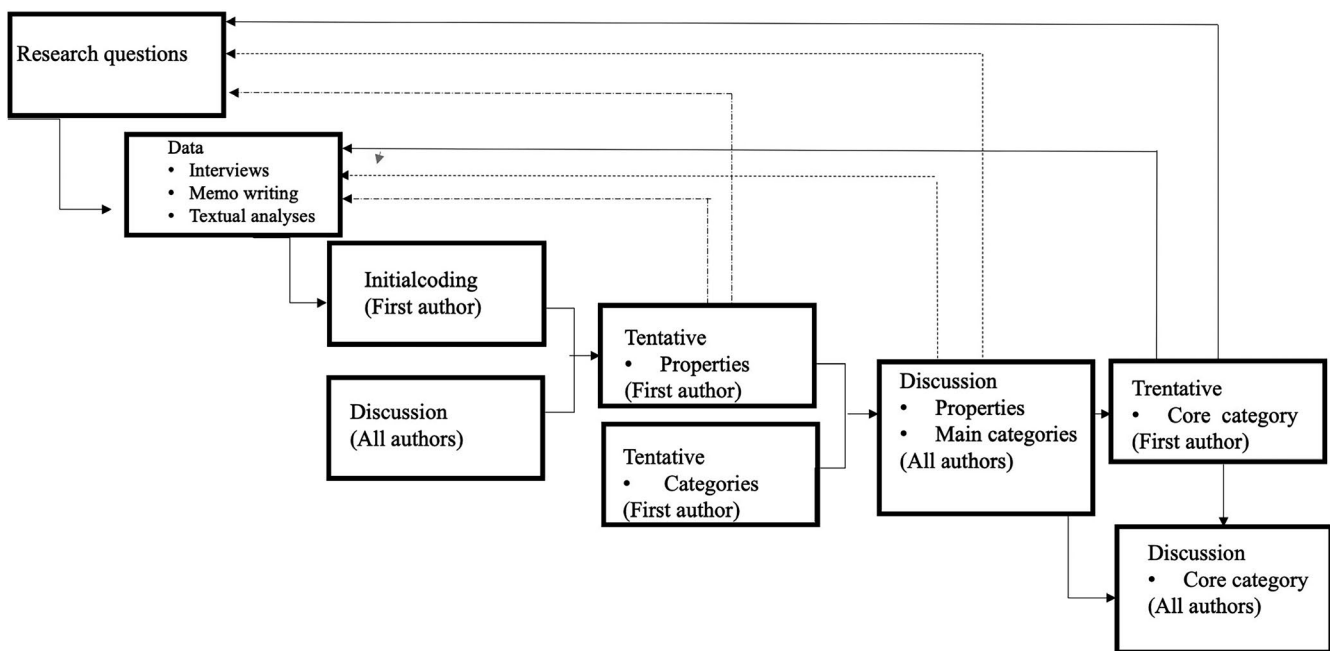 Research questions
Data
• Interviews
• Memo writing
• Textual analyses
Initialcoding
(First author)
Discussion
(All authors)
Tentative
• Properties
(First author)
Tentative
• Categories
(First author)
Discussion
• Properties
• Main categories
(All authors)
Trentative
• Core category
(First author)
Discussion
• Core category
(All authors)